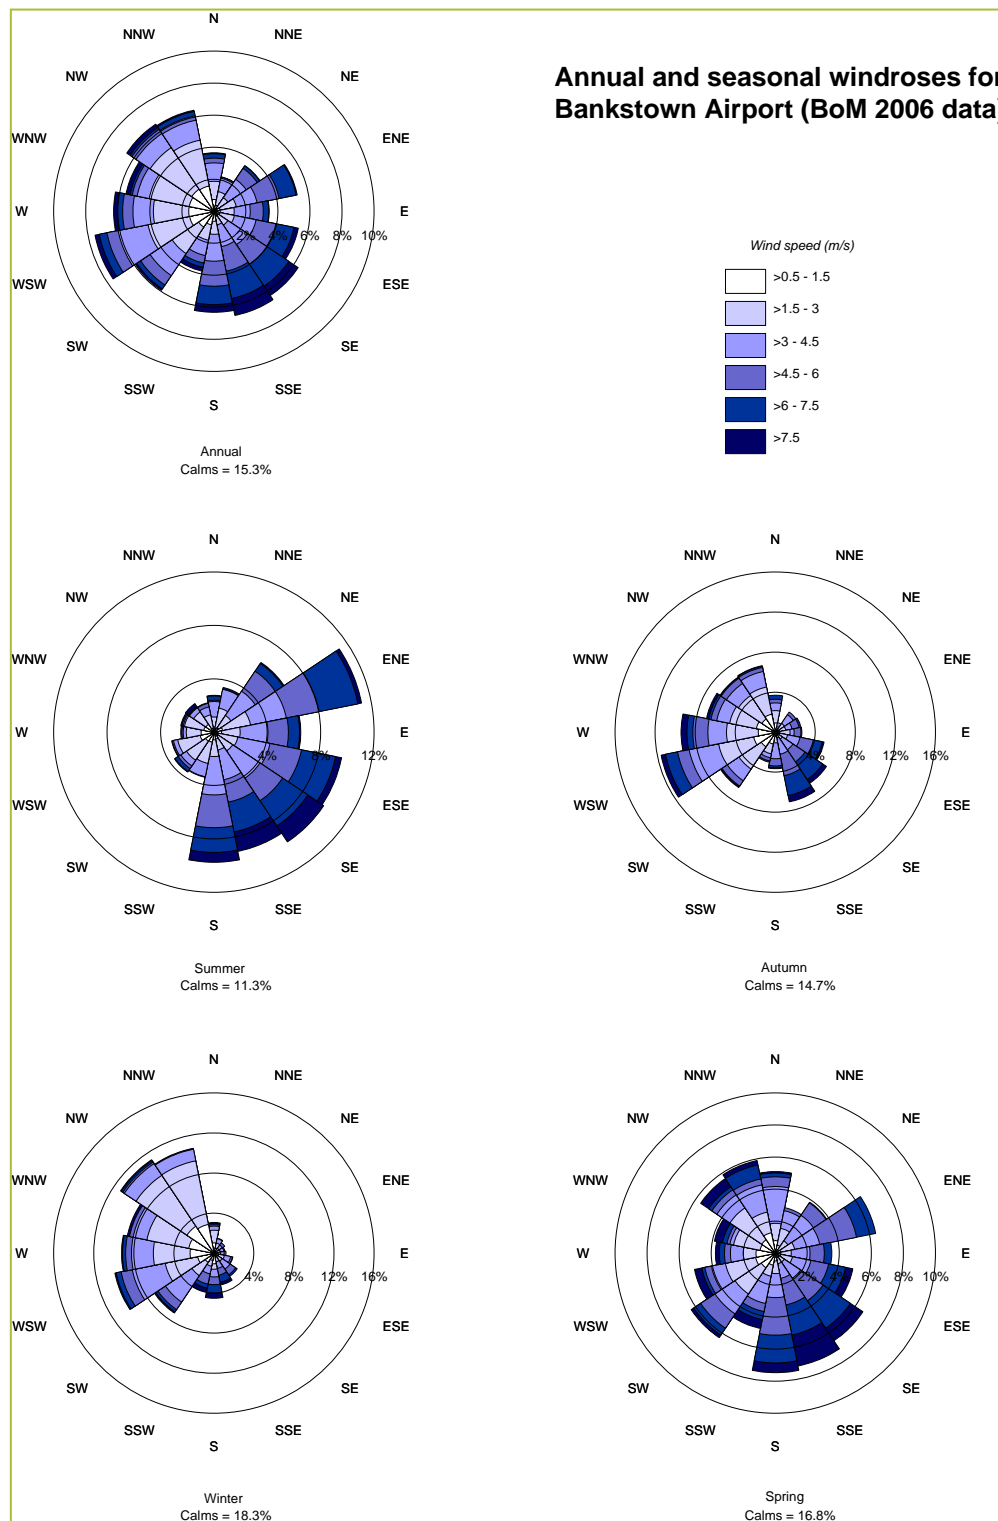 Annual and seasonal windroses for
Bankstown Airport (BoM 2006 data)
N
NNW
NNE
NW
NE
WNW
ENE
W
E
2% 4% 6% 8% 10%
WSW
ESE
SW
SE
SSW
SSE
S
Annual
Calms = 15.3%
Wind speed (m/s)
>0.5 - 1.5
>1.5 - 3
>3 - 4.5
>4.5 - 6
>6 - 7.5
>7.5
N
NNW
NNE
NW
NE
WNW
ENE
W
E
4% 8% 12%
WSW
ESE
SW
SE
SSW
SSE
S
Summer
Calms = 11.3%
N
NNW
NNE
NW
NE
WNW
ENE
W
E
4% 8% 12% 16%
WSW
ESE
SW
SE
SSW
SSE
S
Autumn
Calms = 14.7%
N
NNW
NNE
NW
NE
WNW
ENE
W
E
4% 8% 12% 16%
WSW
ESE
SW
SE
SSW
SSE
S
Winter
Calms = 18.3%
N
NNW
NNE
NW
NE
WNW
ENE
W
E
2% 4% 6% 8% 10%
WSW
ESE
SW
SE
SSW
SSE
S
Spring
Calms = 16.8%